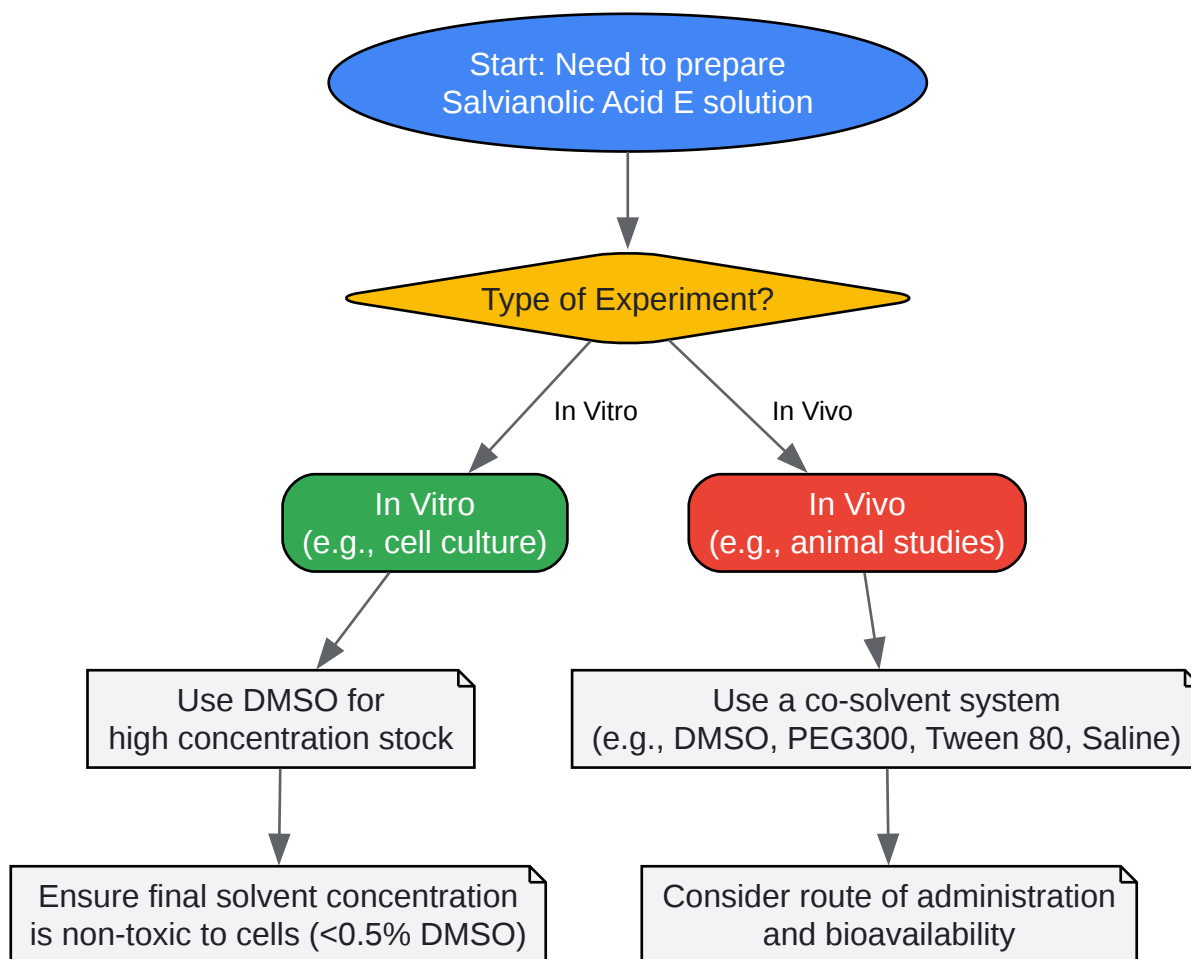 Start: Need to prepare
Salvianolic Acid E solution
Type of Experiment?
In Vitro
In Vivo
In Vitro
(e.g., cell culture)
In Vivo
(e.g., animal studies)
Use DMSO for
high concentration stock
Use a co-solvent system
(e.g., DMSO, PEG300, Tween 80, Saline)
Ensure final solvent concentration
is non-toxic to cells (<0.5% DMSO)
Consider route of administration
and bioavailability